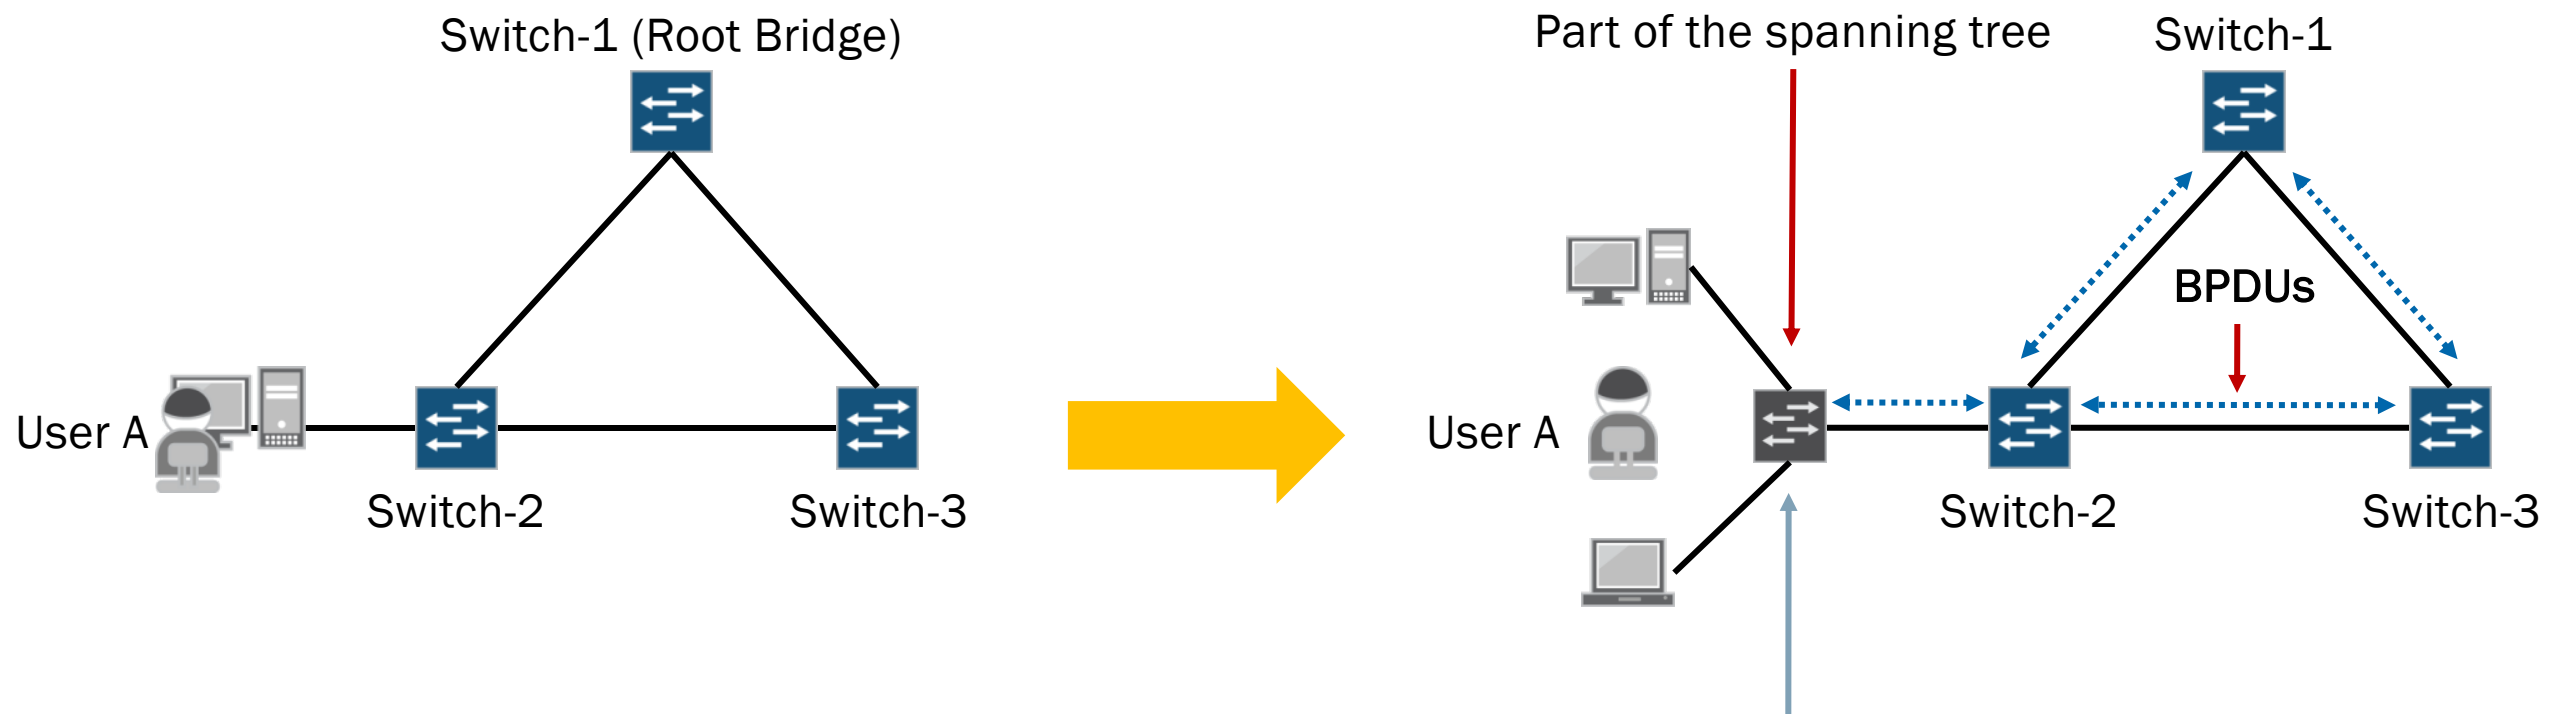 Switch-1 (Root Bridge)
User A
Switch-2
Switch-3
Part of the spanning tree
Switch-1
BPDUs
User A
Switch-2
Switch-3